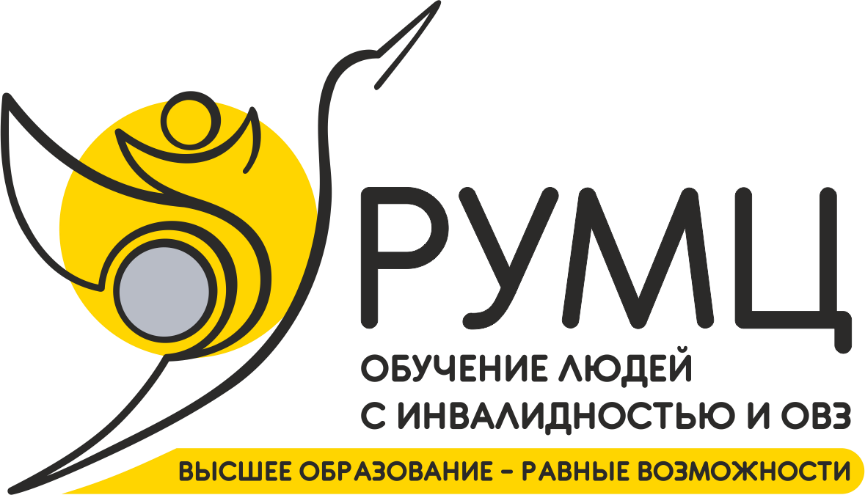 РУМЦ
ОБУЧЕНИЕ ЛЮДЕЙ
С ИНВАЛИДНОСТЬЮ И ОВЗ
ВЫСШЕЕ ОБРАЗОВАНИЕ – РАВНЫЕ ВОЗМОЖНОСТИ